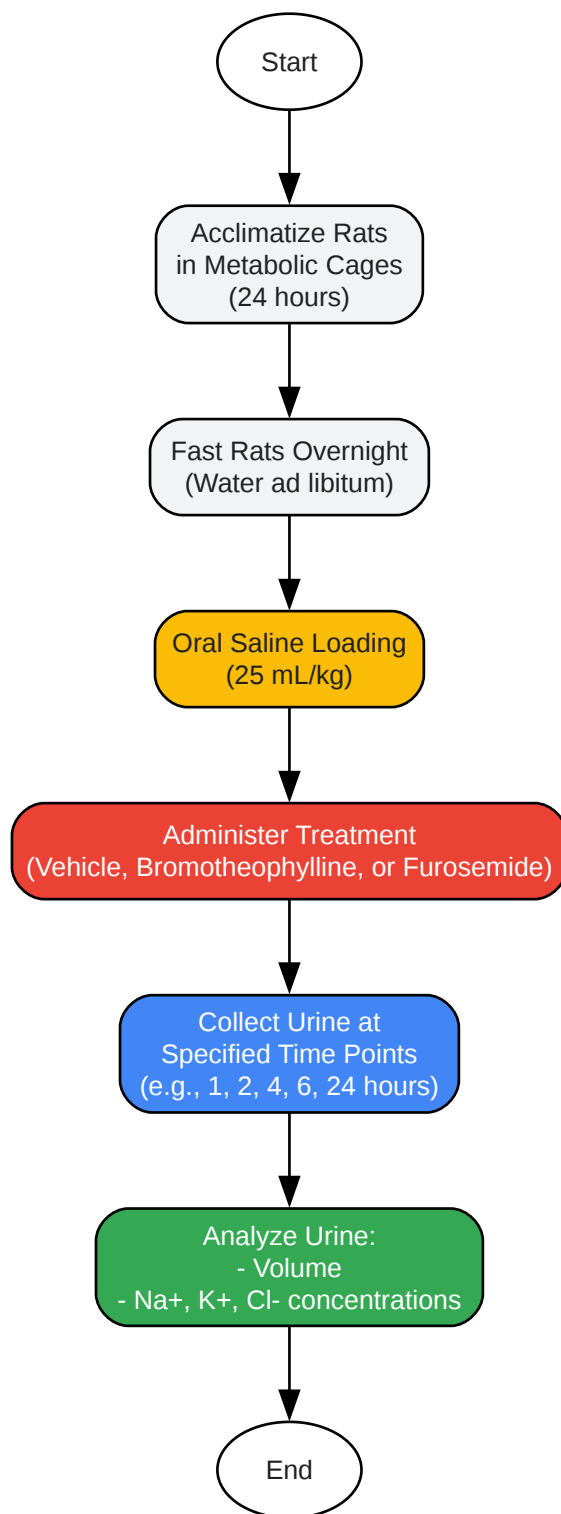 Start
Acclimatize Rats
in Metabolic Cages
(24 hours)
Fast Rats Overnight
(Water ad libitum)
Oral Saline Loading
(25 mL/kg)
Administer Treatment
(Vehicle, Bromotheophylline, or Furosemide)
Collect Urine at
Specified Time Points
(e.g., 1, 2, 4, 6, 24 hours)
Analyze Urine:
- Volume
- Na+, K+, Cl- concentrations
End